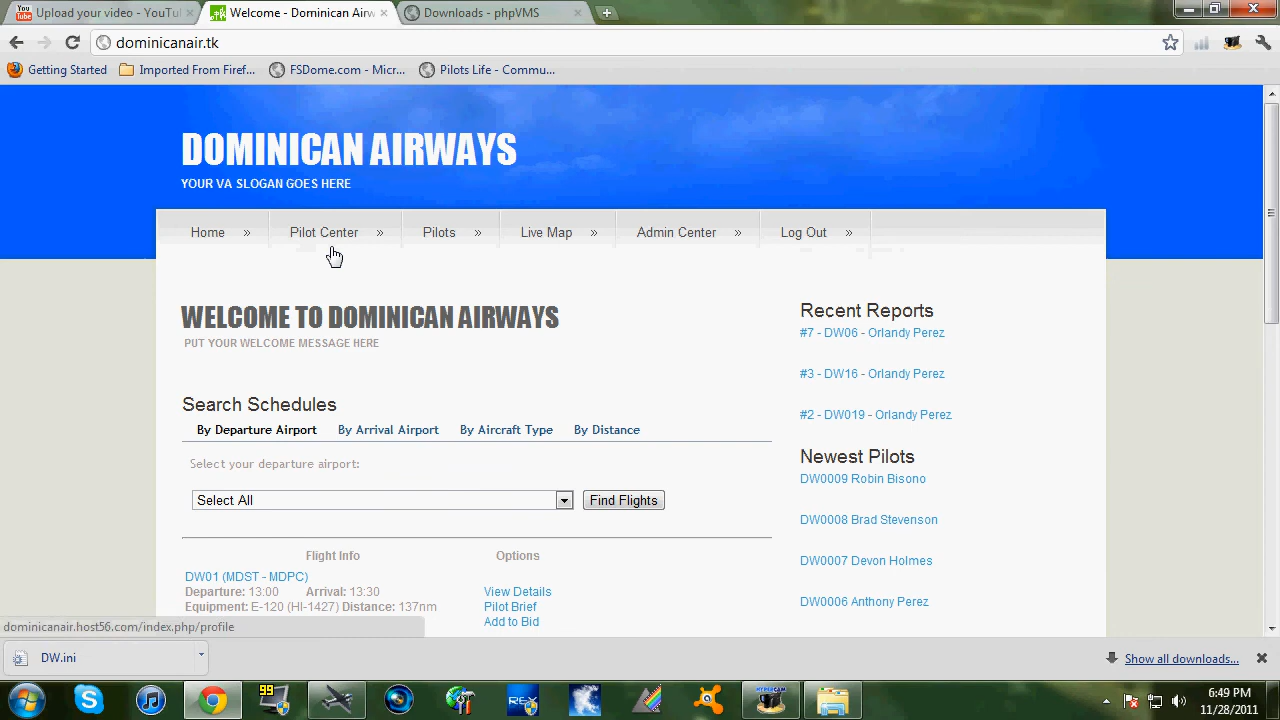 Upload your video - YouTu
Welcome - Dominican Airw
Downloads - phpVMS
dominicanair.tk
Getting Started
Imported From Firef...
FSDome.com - Micr...
Pilots Life - Commu...
DOMINICAN AIRWAYS
YOUR VA SLOGAN GOES HERE
Home »
Pilot Center »
Pilots »
Live Map »
Admin Center »
Log Out »
WELCOME TO DOMINICAN AIRWAYS
PUT YOUR WELCOME MESSAGE HERE
Search Schedules
By Departure Airport
By Arrival Airport
By Aircraft Type
By Distance
Select your departure airport:
Select All
Find Flights
Flight Info
Options
DW01 (MDST - MDPC)
Departure: 13:00 Arrival: 13:30
Equipment: E-120 (HI-1427) Distance: 137nm
View Details
Pilot Brief
Add to Bid
Recent Reports
#7 - DW06 - Orlandy Perez
#3 - DW16 - Orlandy Perez
#2 - DW019 - Orlandy Perez
Newest Pilots
DW0009 Robin Bisono
DW0008 Brad Stevenson
DW0007 Devon Holmes
DW0006 Anthony Perez
dominicanair.host56.com/index.php/profile
DW.ini
Show all downloads...
99
REX
HYPERCAM
6:49 PM
11/28/2011